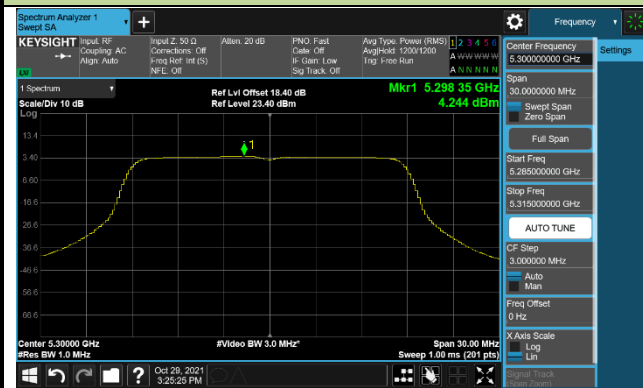 Spectrum Analyzer 1
Swept SA
Frequency
KEYSIGHT
Input: RF
Coupling: AC
Align: Auto
Input Z: 50 Ω
Corrections: Off
Freq Ref: Int (S)
NFE: Off
Atten: 20 dB
PNO: Fast
Gate: Off
IF Gain: Low
Sig Track: Off
Avg Type: Power (RMS)
Avg|Hold: 1200/1200
Trig: Free Run
1 2 3 4 5 6
A W W W W W
A N N N N N
LXI
1 Spectrum
Scale/Div 10 dB
Log
Ref Lvl Offset 18.40 dB
Ref Level 23.40 dBm
Mkr1 5.298 35 GHz
4.244 dBm
1
13.4
3.40
-6.60
-16.6
-26.6
-36.6
-46.6
-56.6
-66.6
Center 5.30000 GHz
#Video BW 3.0 MHz*
Span 30.00 MHz
#Res BW 1.0 MHz
Sweep 1.00 ms (201 pts)
Oct 29, 2021
3:25:25 PM
Center Frequency
5.300000000 GHz
Settings
Span
30.0000000 MHz
Swept Span
Zero Span
Full Span
Start Freq
5.285000000 GHz
Stop Freq
5.315000000 GHz
AUTO TUNE
CF Step
3.000000 MHz
Auto
Man
Freq Offset
0 Hz
X Axis Scale
Log
Lin
Signal Track
(Span Zoom)